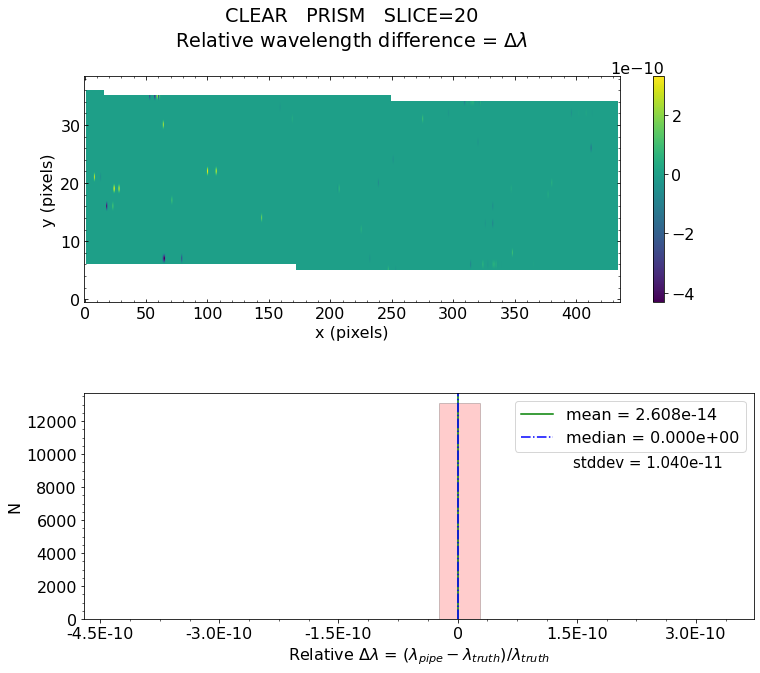 CLEAR PRISM SLICE=20
Relative wavelength difference = Δλ
1e−10
30
20
10
0
y (pixels)
0 50 100 150 200 250 300 350 400
x (pixels)
2
0
−2
−4
12000
10000
8000
6000
4000
2000
0
N
mean = 2.608e-14
median = 0.000e+00
stddev = 1.040e-11
-4.5E-10 -3.0E-10 -1.5E-10 0 1.5E-10 3.0E-10
Relative Δλ = (λpipe − λtruth)/λtruth